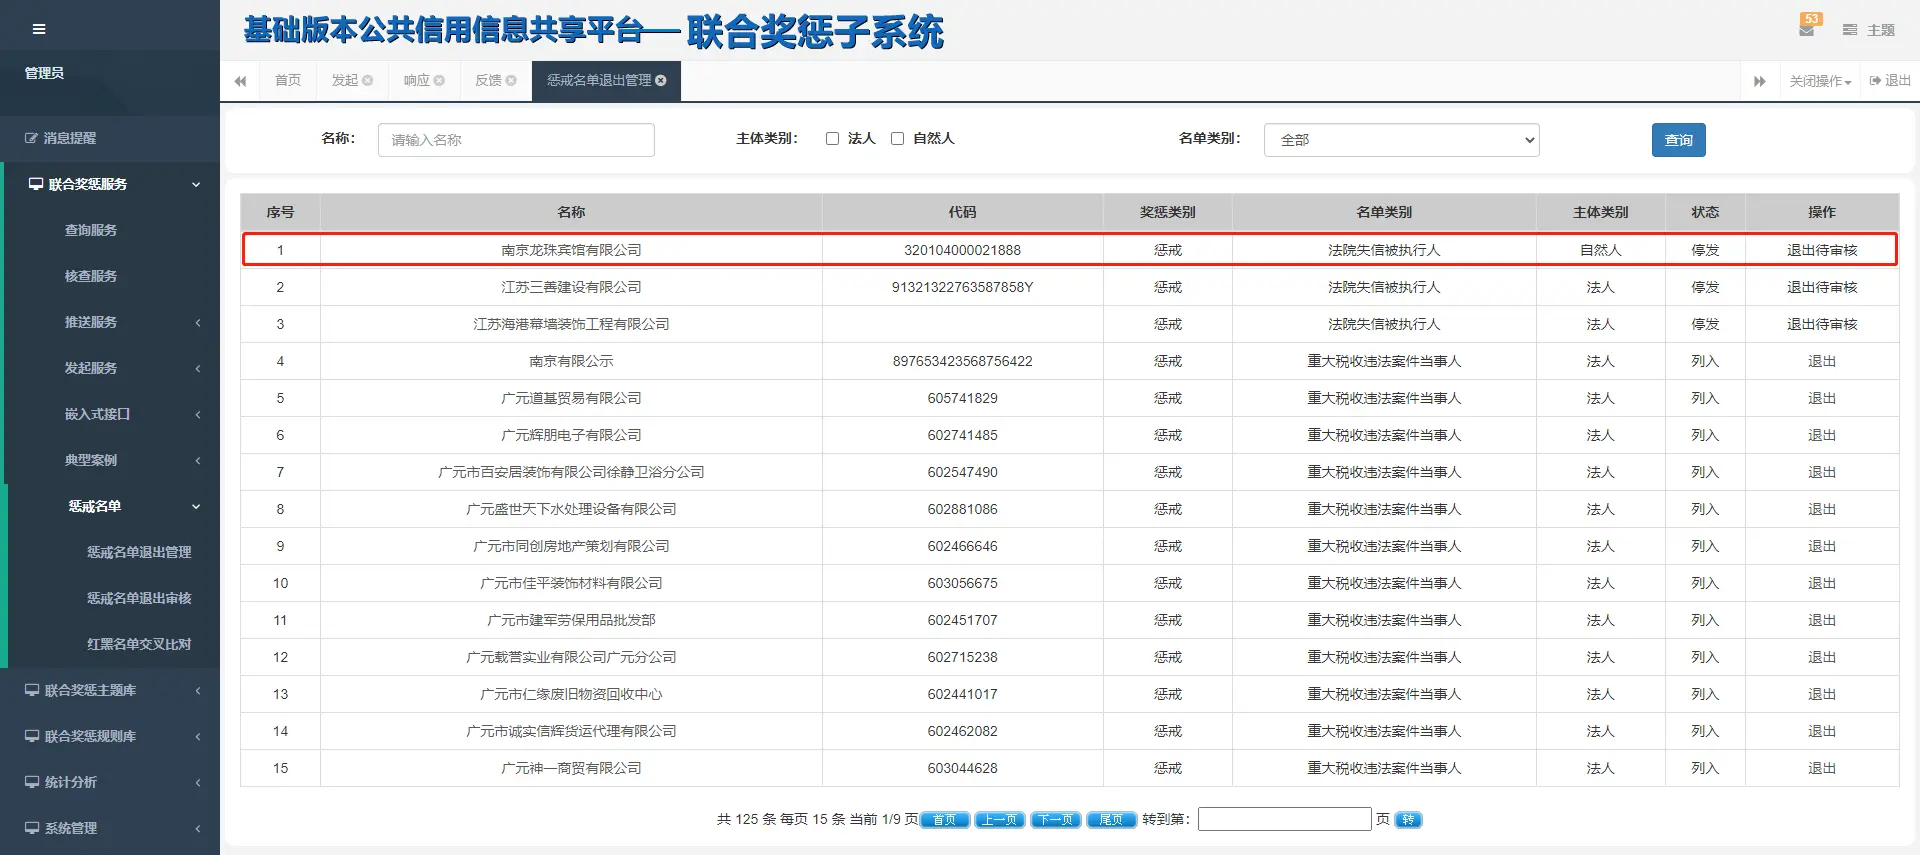 基础版本公共信用信息共享平台—联合奖惩子系统
53
主题
管理员
首页 发起 响应 反馈 惩戒名单退出管理 关闭操作 退出
名称: 请输入名称 主体类别: 法人 自然人 名单类别: 全部 查询
消息提醒
联合奖惩服务
查询服务
核查服务
推送服务
发起服务
嵌入式接口
典型案例
惩戒名单
惩戒名单退出管理
惩戒名单退出审核
红黑名单交叉比对
联合奖惩主题库
联合奖惩规则库
统计分析
系统管理
序号 名称 代码 奖惩类别 名单类别 主体类别 状态 操作
1 南京龙珠宾馆有限公司 320104000021888 惩戒 法院失信被执行人 自然人 停发 退出待审核
2 江苏三善建设有限公司 91321322763587858Y 惩戒 法院失信被执行人 法人 停发 退出待审核
3 江苏海港幕墙装饰工程有限公司 惩戒 法院失信被执行人 法人 停发 退出待审核
4 南京有限公示 897653423568756422 惩戒 重大税收违法案件当事人 法人 列入 退出
5 广元道基贸易有限公司 605741829 惩戒 重大税收违法案件当事人 法人 列入 退出
6 广元辉朋电子有限公司 602741485 惩戒 重大税收违法案件当事人 法人 列入 退出
7 广元市百安居装饰有限公司徐静卫浴分公司 602547490 惩戒 重大税收违法案件当事人 法人 列入 退出
8 广元盛世天下水处理设备有限公司 602881086 惩戒 重大税收违法案件当事人 法人 列入 退出
9 广元市同创房地产策划有限公司 602466646 惩戒 重大税收违法案件当事人 法人 列入 退出
10 广元市佳平装饰材料有限公司 603056675 惩戒 重大税收违法案件当事人 法人 列入 退出
11 广元市建军劳保用品批发部 602451707 惩戒 重大税收违法案件当事人 法人 列入 退出
12 广元载誉实业有限公司广元分公司 602715238 惩戒 重大税收违法案件当事人 法人 列入 退出
13 广元市仁缘废旧物资回收中心 602441017 惩戒 重大税收违法案件当事人 法人 列入 退出
14 广元市诚实信辉货运代理有限公司 602462082 惩戒 重大税收违法案件当事人 法人 列入 退出
15 广元神一商贸有限公司 603044628 惩戒 重大税收违法案件当事人 法人 列入 退出
共 125 条 每页 15 条 当前 1/9 页 首页 上一页 下一页 尾页 转到第: 页 转